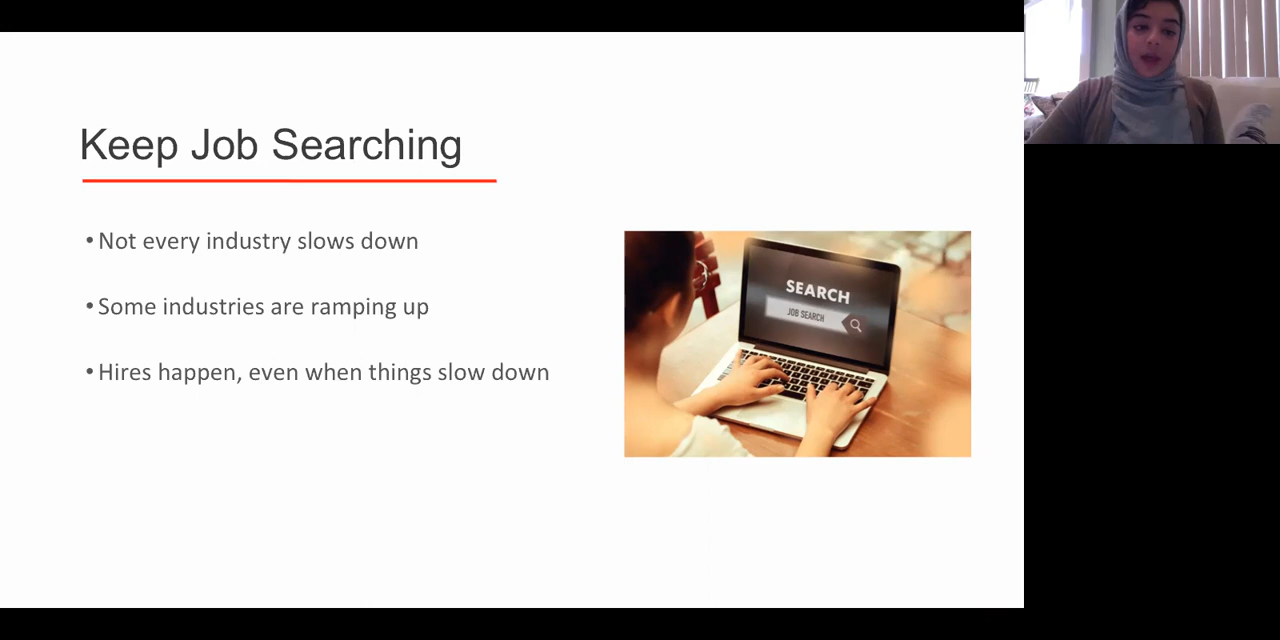 Keep Job Searching
• Not every industry slows down
• Some industries are ramping up
• Hires happen, even when things slow down
SEARCH
JOB SEARCH